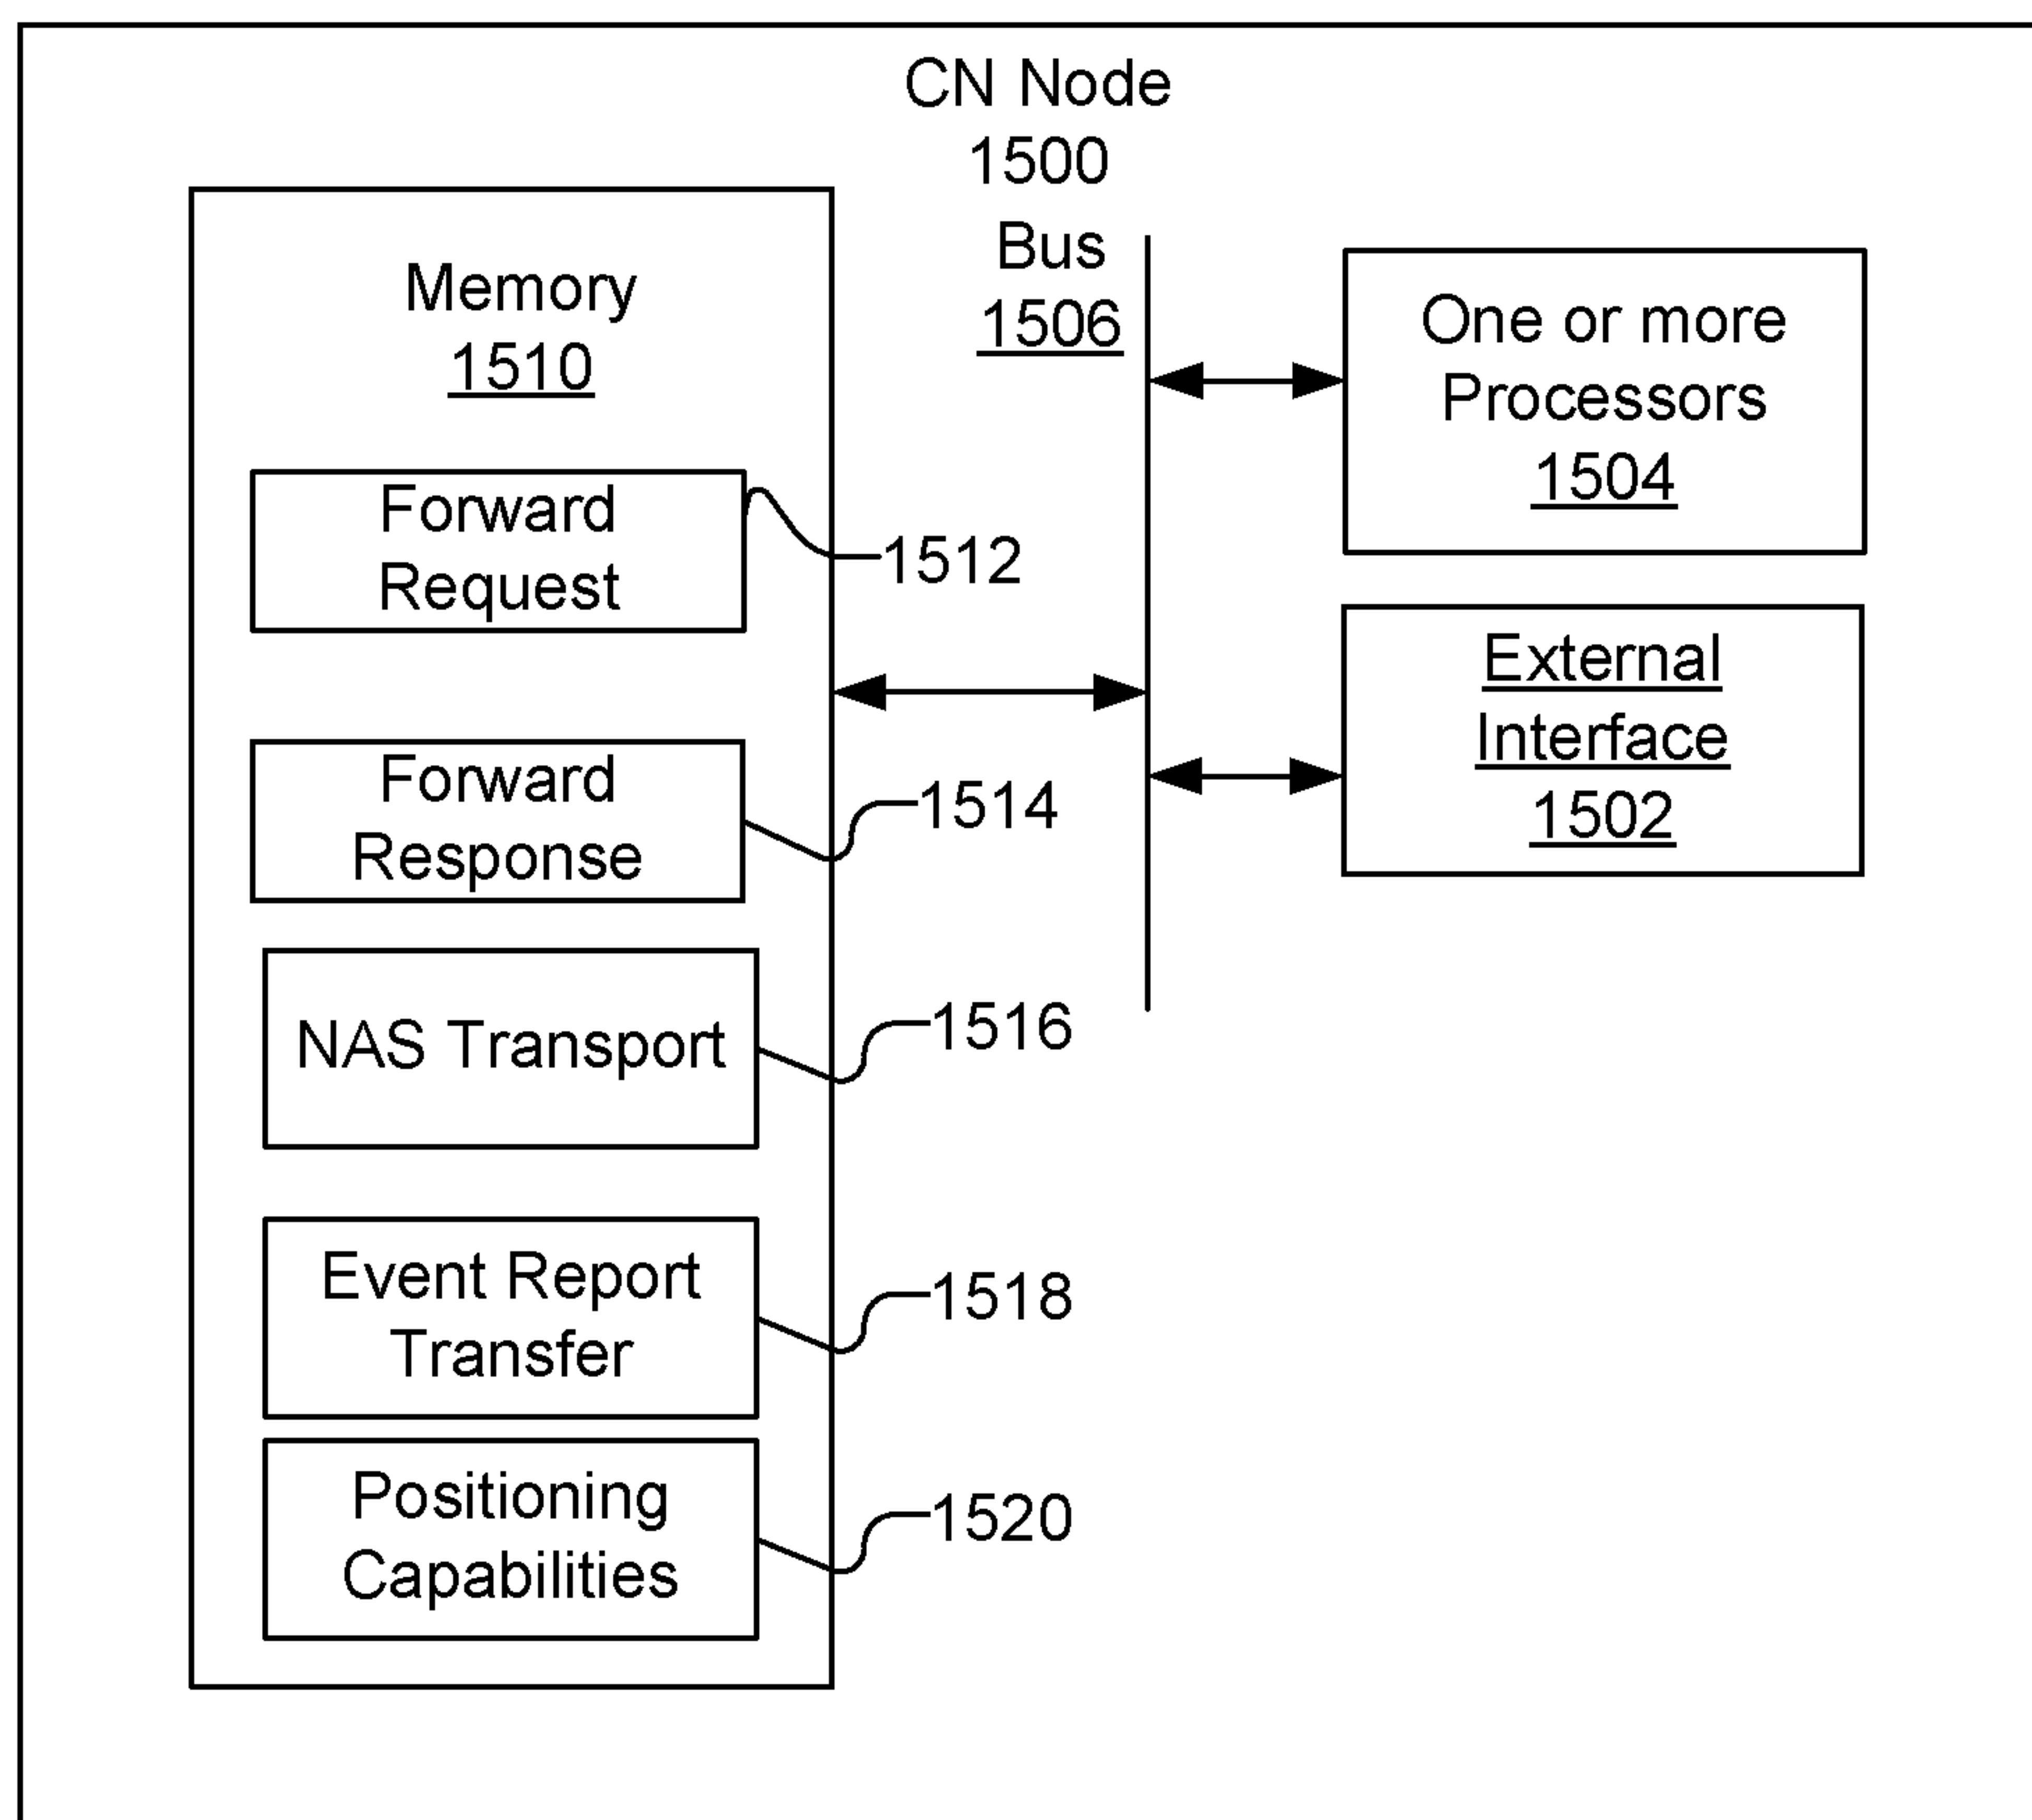 CN Node
1500
Memory
1510
Forward
Request
1512
Forward
Response
1514
NAS Transport
1516
Event Report
Transfer
1518
Positioning
Capabilities
1520
Bus
1506
One or more
Processors
1504
External
Interface
1502